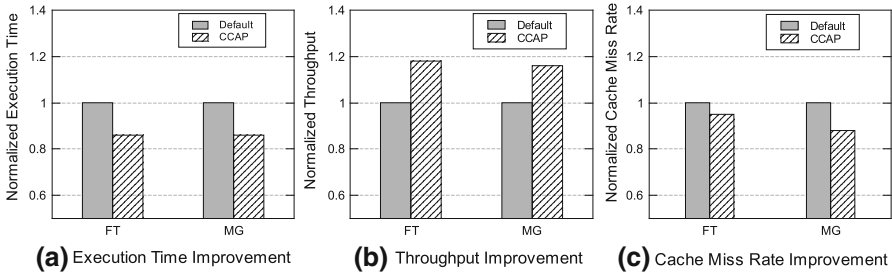 Normalized Execution Time
1.4
1.2
1
0.8
0.6
Default
CCAP
FT
MG
(a) Execution Time Improvement
Normalized Throughput
1.4
1.2
1
0.8
0.6
Default
CCAP
FT
MG
(b) Throughput Improvement
Normalized Cache Miss Rate
1.4
1.2
1
0.8
0.6
Default
CCAP
FT
MG
(c) Cache Miss Rate Improvement